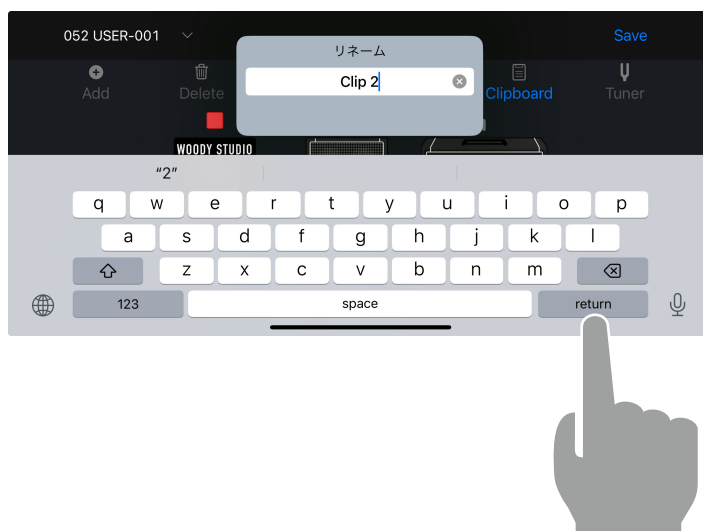 052 USER-001
Save
リネーム
Clip 2
Add
Delete
Clipboard
Tuner
WOODY STUDIO
“2”
q w e r t y u i o p
a s d f g h j k l
z x c v b n m
123 space return